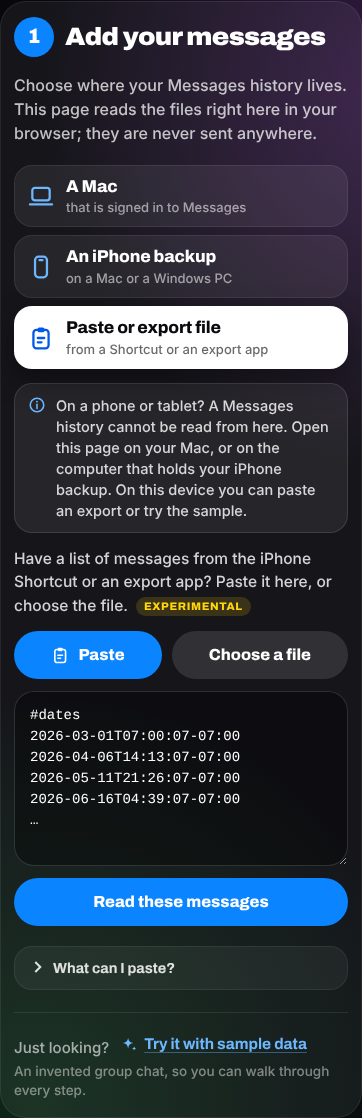 1 Add your messages
Choose where your Messages history lives.
This page reads the files right here in your
browser; they are never sent anywhere.
A Mac
that is signed in to Messages
An iPhone backup
on a Mac or a Windows PC
Paste or export file
from a Shortcut or an export app
On a phone or tablet? A Messages
history cannot be read from here. Open
this page on your Mac, or on the
computer that holds your iPhone
backup. On this device you can paste
an export or try the sample.
Have a list of messages from the iPhone
Shortcut or an export app? Paste it here, or
choose the file. EXPERIMENTAL
Paste Choose a file
#dates
2026-03-01T07:00:07-07:00
2026-04-06T14:13:07-07:00
2026-05-11T21:26:07-07:00
2026-06-16T04:39:07-07:00
…
Read these messages
What can I paste?
Just looking? Try it with sample data
An invented group chat, so you can walk through
every step.